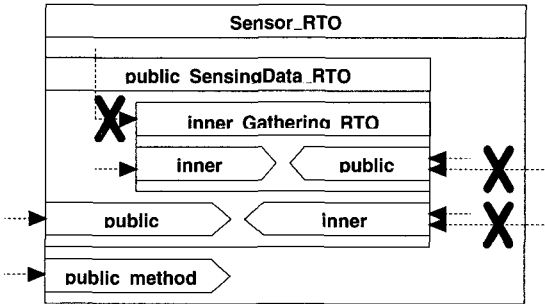 Sensor_RTO
public SensingData_RTO
inner Gathering_RTO
inner public
public inner
public method